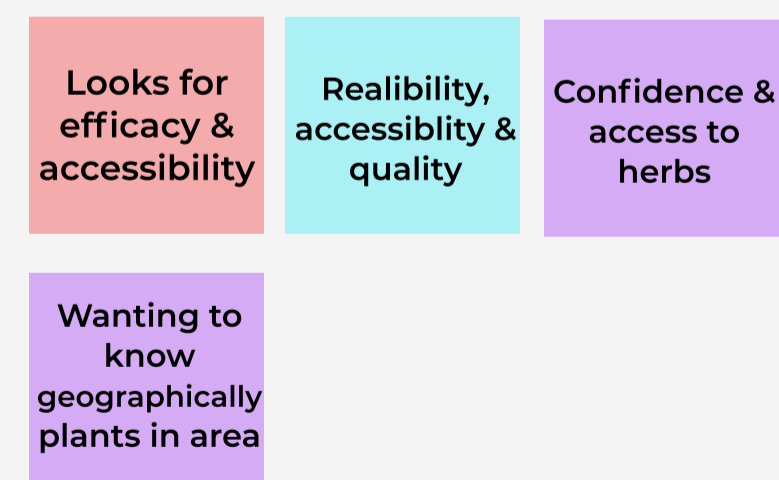 Looks for
efficacy &
accessibility
Realibility,
accessiblity &
quality
Confidence &
access to
herbs
Wanting to
know
geographically
plants in area